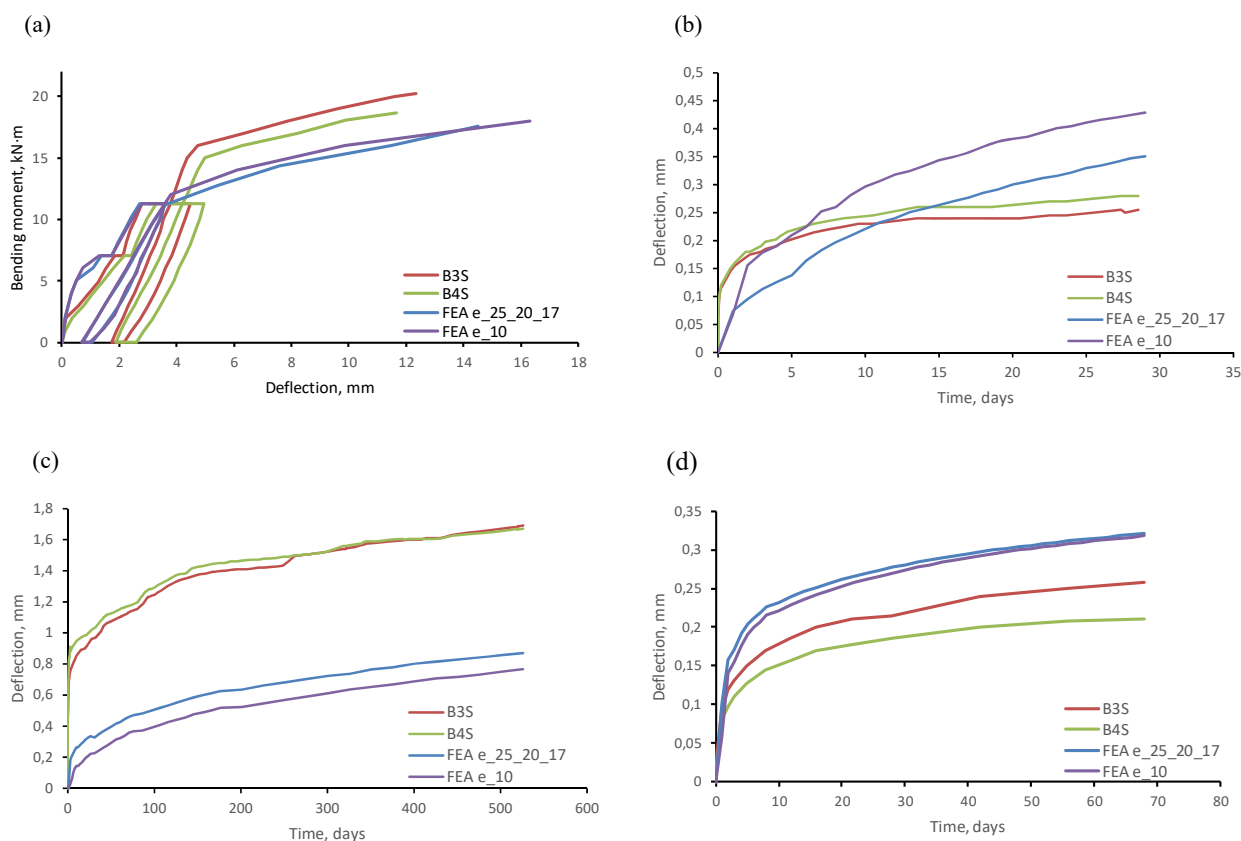 (a)
Bending moment, kN·m
20
15
10
5
0
0 2 4 6 8 10 12 14 16 18
Deflection, mm
B3S
B4S
FEA e_25_20_17
FEA e_10
(b)
Deflection, mm
0,5
0,45
0,4
0,35
0,3
0,25
0,2
0,15
0,1
0,05
0
0 5 10 15 20 25 30 35
Time, days
B3S
B4S
FEA e_25_20_17
FEA e_10
(c)
Deflection, mm
1,8
1,6
1,4
1,2
1
0,8
0,6
0,4
0,2
0
0 100 200 300 400 500 600
Time, days
B3S
B4S
FEA e_25_20_17
FEA e_10
(d)
Deflection, mm
0,35
0,3
0,25
0,2
0,15
0,1
0,05
0
0 10 20 30 40 50 60 70 80
Time, days
B3S
B4S
FEA e_25_20_17
FEA e_10